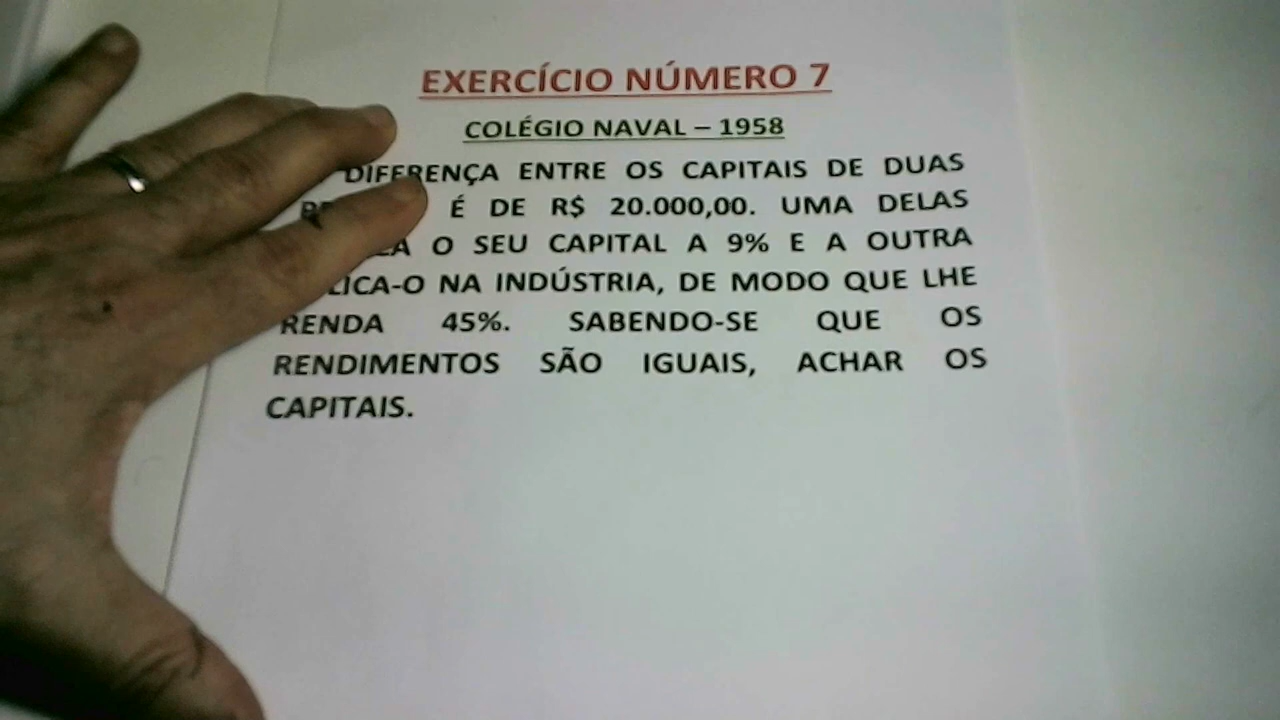 EXERCÍCIO NÚMERO 7
COLÉGIO NAVAL – 1958
DIFERENÇA ENTRE OS CAPITAIS DE DUAS
É DE R$ 20.000,00. UMA DELAS
O SEU CAPITAL A 9% E A OUTRA
NA INDÚSTRIA, DE MODO QUE LHE
RENDA 45%. SABENDO-SE QUE OS
RENDIMENTOS SÃO IGUAIS, ACHAR OS
CAPITAIS.